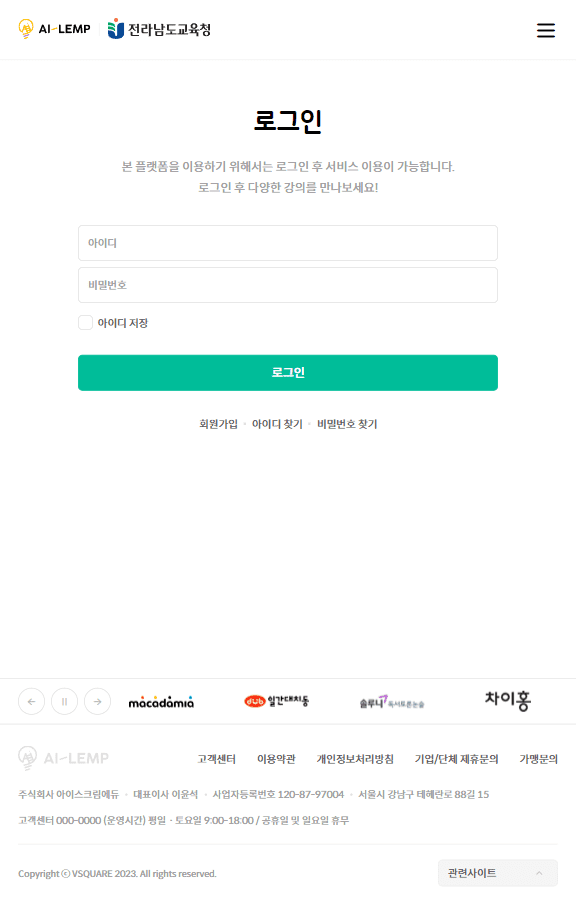 AI-LEMP 전라남도교육청
로그인
본 플랫폼을 이용하기 위해서는 로그인 후 서비스 이용이 가능합니다.
로그인 후 다양한 강의를 만나보세요!
아이디
비밀번호
아이디 저장
로그인
회원가입 · 아이디 찾기 · 비밀번호 찾기
macadamia dwb 일간대치동 솔루니 독서토론논술 차이홍
AI-LEMP 고객센터 이용약관 개인정보처리방침 기업/단체 제휴문의 가맹문의
주식회사 아이스크림에듀 · 대표이사 이윤석 · 사업자등록번호 120-87-97004 · 서울시 강남구 테헤란로 88길 15
고객센터 000-0000 (운영시간) 평일 · 토요일 9:00-18:00 / 공휴일 및 일요일 휴무
Copyright ⓒ VSQUARE 2023. All rights reserved. 관련사이트